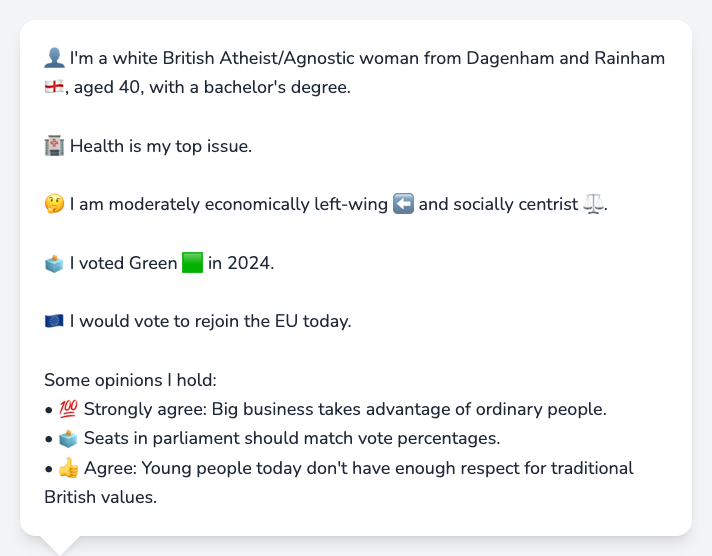 👤 I'm a white British Atheist/Agnostic woman from Dagenham and Rainham
🏴󠁧󠁢󠁥󠁮󠁧󠁿, aged 40, with a bachelor's degree.
🏥 Health is my top issue.
🤔 I am moderately economically left-wing ⬅️ and socially centrist ⚖️.
🗳️ I voted Green 🟩 in 2024.
🇪🇺 I would vote to rejoin the EU today.
Some opinions I hold:
• 💯 Strongly agree: Big business takes advantage of ordinary people.
• 🗳️ Seats in parliament should match vote percentages.
• 👍 Agree: Young people today don't have enough respect for traditional
British values.